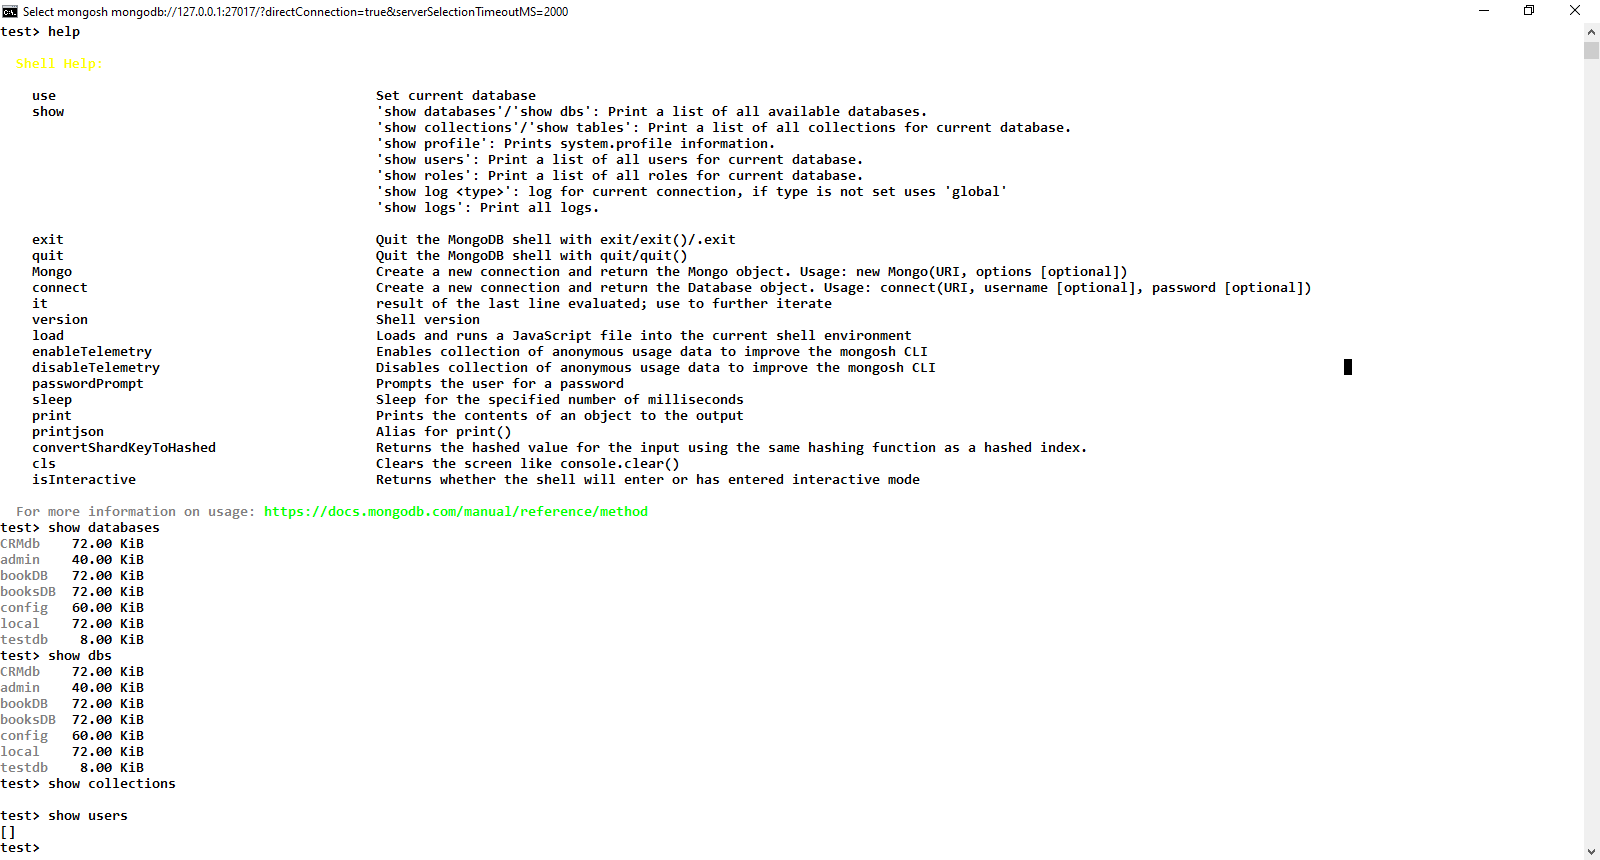 Select mongosh mongodb://127.0.0.1:27017/?directConnection=true&serverSelectionTimeoutMS=2000
test> help
Shell Help:
use Set current database
show 'show databases'/'show dbs': Print a list of all available databases.
'show collections'/'show tables': Print a list of all collections for current database.
'show profile': Prints system.profile information.
'show users': Print a list of all users for current database.
'show roles': Print a list of all roles for current database.
'show log <type>': log for current connection, if type is not set uses 'global'
'show logs': Print all logs.
exit Quit the MongoDB shell with exit/exit()/.exit
quit Quit the MongoDB shell with quit/quit()
Mongo Create a new connection and return the Mongo object. Usage: new Mongo(URI, options [optional])
connect Create a new connection and return the Database object. Usage: connect(URI, username [optional], password [optional])
it result of the last line evaluated; use to further iterate
version Shell version
load Loads and runs a JavaScript file into the current shell environment
enableTelemetry Enables collection of anonymous usage data to improve the mongosh CLI
disableTelemetry Disables collection of anonymous usage data to improve the mongosh CLI
passwordPrompt Prompts the user for a password
sleep Sleep for the specified number of milliseconds
print Prints the contents of an object to the output
printjson Alias for print()
convertShardKeyToHashed Returns the hashed value for the input using the same hashing function as a hashed index.
cls Clears the screen like console.clear()
isInteractive Returns whether the shell will enter or has entered interactive mode
For more information on usage: https://docs.mongodb.com/manual/reference/method
test> show databases
CRMdb 72.00 KiB
admin 40.00 KiB
bookDB 72.00 KiB
booksDB 72.00 KiB
config 60.00 KiB
local 72.00 KiB
testdb 8.00 KiB
test> show dbs
CRMdb 72.00 KiB
admin 40.00 KiB
bookDB 72.00 KiB
booksDB 72.00 KiB
config 60.00 KiB
local 72.00 KiB
testdb 8.00 KiB
test> show collections
test> show users
[]
test>